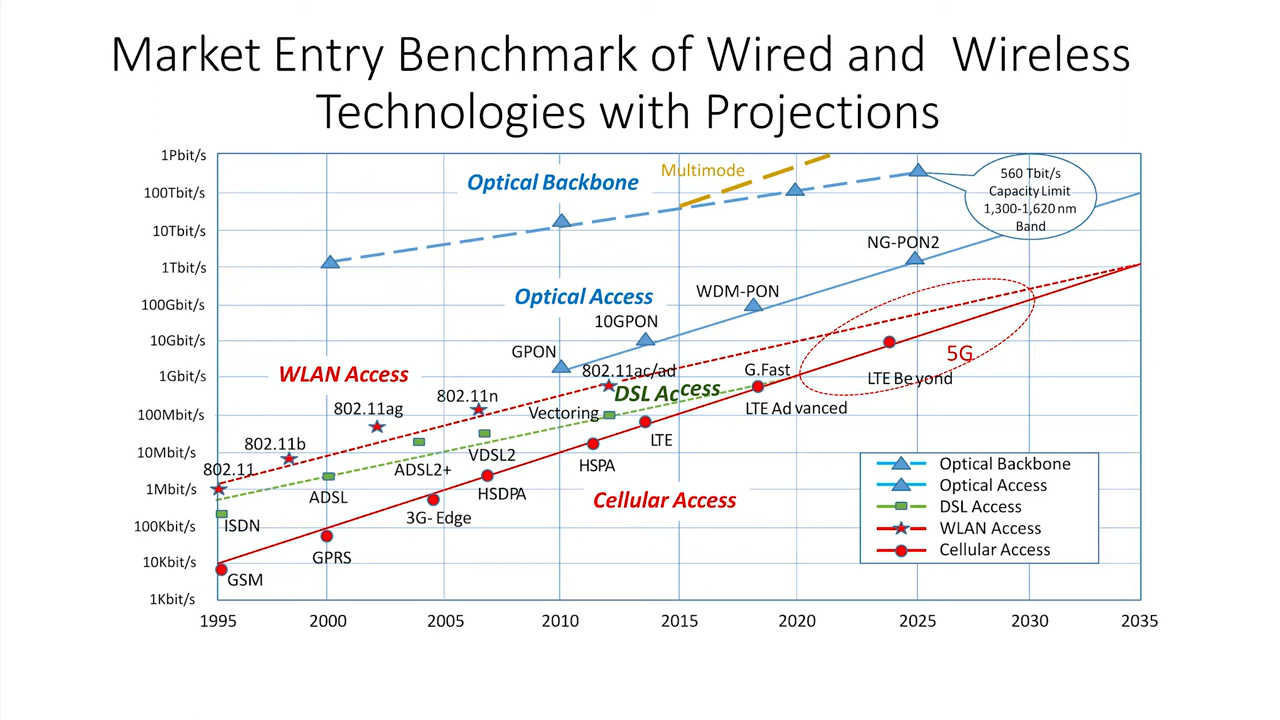 Market Entry Benchmark of Wired and Wireless
Technologies with Projections
1Pbit/s
100Tbit/s
10Tbit/s
1Tbit/s
100Gbit/s
10Gbit/s
1Gbit/s
100Mbit/s
10Mbit/s
1Mbit/s
100Kbit/s
10Kbit/s
1Kbit/s
Optical Backbone
Multimode
560 Tbit/s
Capacity Limit
1,300-1,620 nm
Band
NG-PON2
WDM-PON
Optical Access
10GPON
GPON
WLAN Access
802.11ac/ad
G.Fast
5G
LTE Beyond
DSL Access
802.11n
802.11ag
Vectoring
LTE Advanced
802.11b
LTE
802.11
VDSL2
ADSL2+
HSPA
ADSL
HSDPA
Cellular Access
3G- Edge
ISDN
GPRS
GSM
Optical Backbone
Optical Access
DSL Access
WLAN Access
Cellular Access
1995 2000 2005 2010 2015 2020 2025 2030 2035